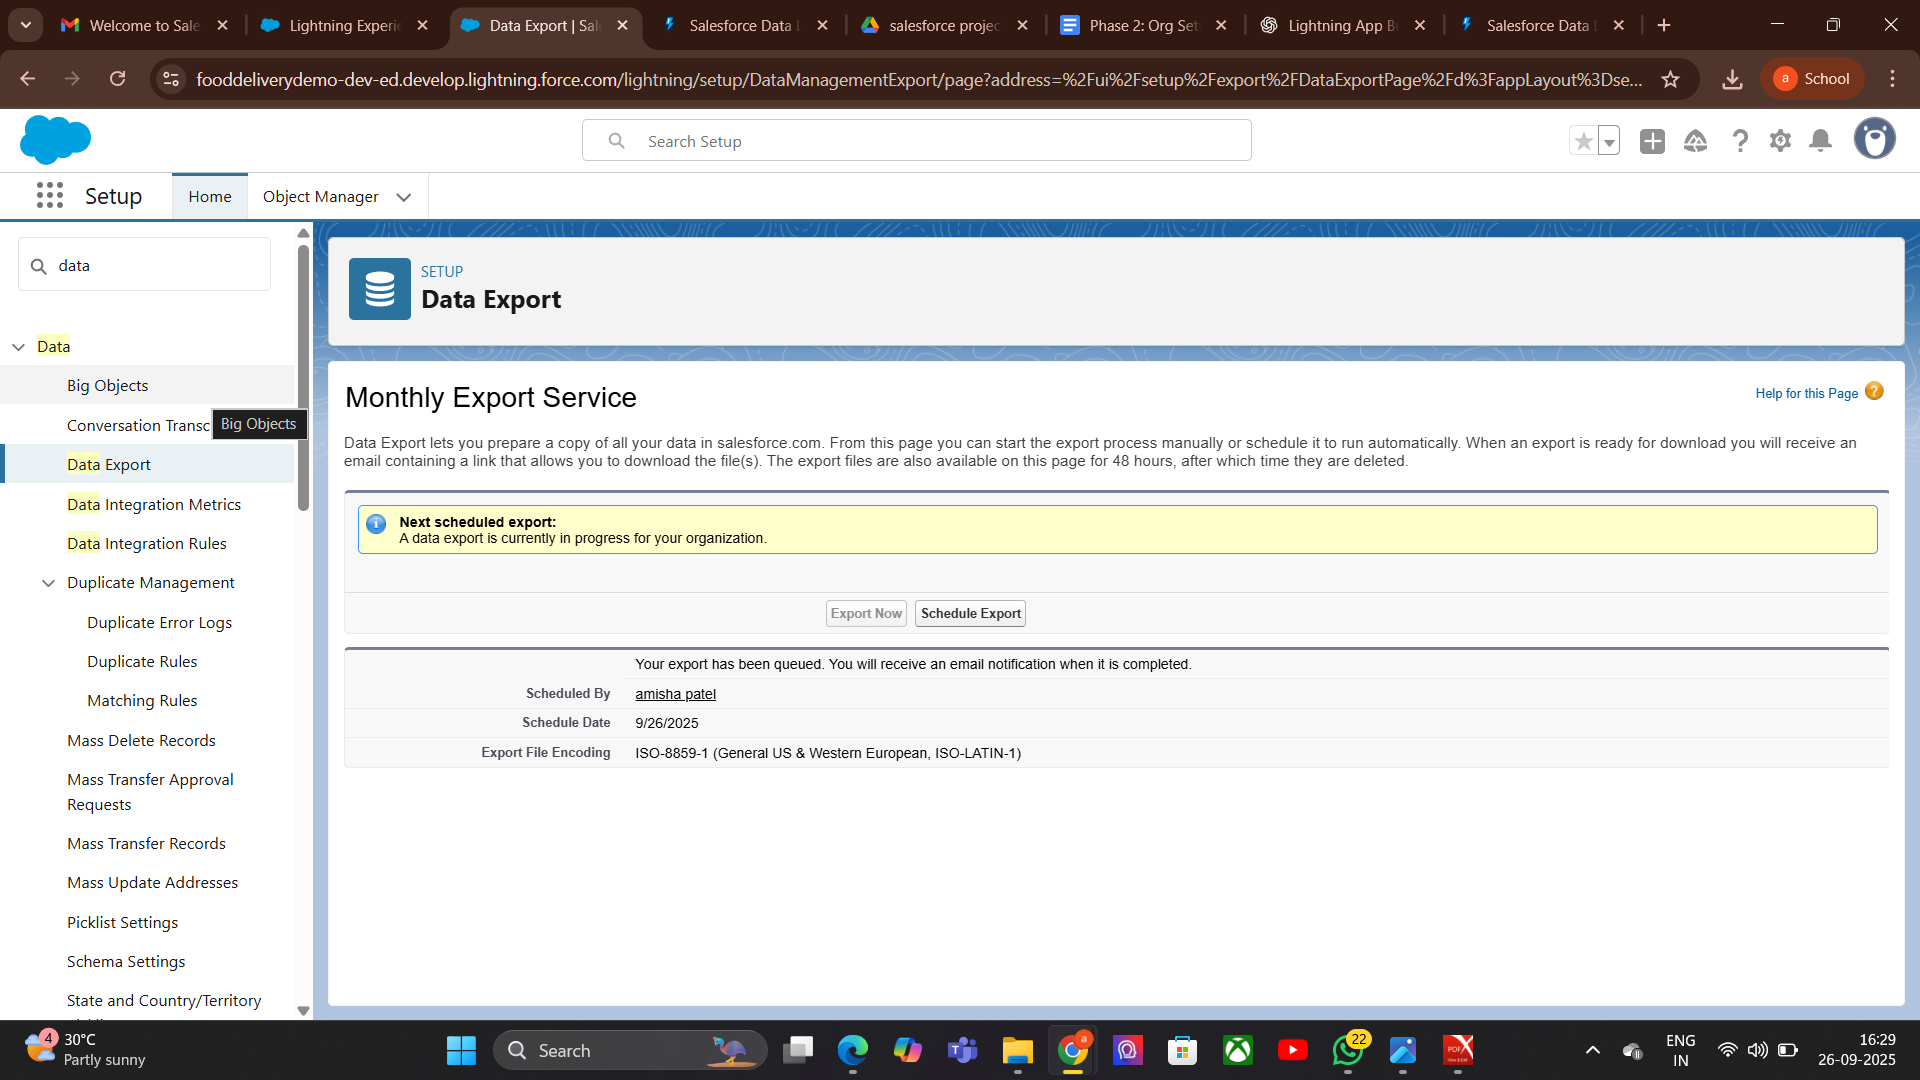 Welcome to Sale
Lightning Experie
Data Export | Sal
Salesforce Data L
salesforce projec
Phase 2: Org Set
Lightning App Bu
Salesforce Data I
fooddeliverydemo-dev-ed.develop.lightning.force.com/lightning/setup/DataManagementExport/page?address=%2Fui%2Fsetup%2Fexport%2FDataExportPage%2Fd%3FappLayout%3Dse...
a School
Search Setup
Setup
Home
Object Manager
data
SETUP
Data Export
Data
Big Objects
Conversation Transc
Big Objects
Data Export
Data Integration Metrics
Data Integration Rules
Duplicate Management
Duplicate Error Logs
Duplicate Rules
Matching Rules
Mass Delete Records
Mass Transfer Approval
Requests
Mass Transfer Records
Mass Update Addresses
Picklist Settings
Schema Settings
State and Country/Territory
Monthly Export Service
Help for this Page ?
Data Export lets you prepare a copy of all your data in salesforce.com. From this page you can start the export process manually or schedule it to run automatically. When an export is ready for download you will receive an
email containing a link that allows you to download the file(s). The export files are also available on this page for 48 hours, after which time they are deleted.
Next scheduled export:
A data export is currently in progress for your organization.
Export Now
Schedule Export
Your export has been queued. You will receive an email notification when it is completed.
Scheduled By amisha patel
Schedule Date 9/26/2025
Export File Encoding ISO-8859-1 (General US & Western European, ISO-LATIN-1)
4
30°C
Partly sunny
Search
a
22
PDF
ENG
IN
16:29
26-09-2025